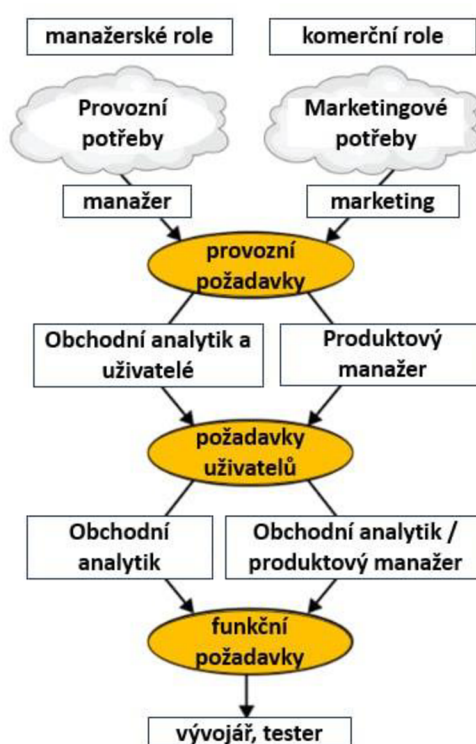 manažerské role
komerční role
Provozní
potřeby
Marketingové
potřeby
manažer
marketing
provozní
požadavky
Obchodní analytik a
uživatelé
Produktový
manažer
požadavky
uživatelů
Obchodní
analytik
Obchodní analytik /
produktový manažer
funkční
požadavky
vývojář, tester